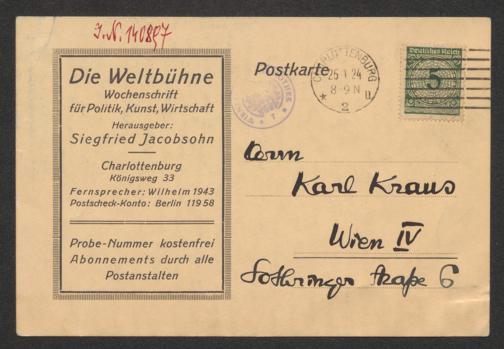 J.N. 140897
Die Weltbühne
Wochenschrift
für Politik, Kunst, Wirtschaft
Herausgeber:
Siegfried Jacobsohn
Charlottenburg
Königsweg 33
Fernsprecher: Wilhelm 1943
Postscheck-Konto: Berlin 11958
Probe-Nummer kostenfrei
Abonnements durch alle
Postanstalten
Postkarte
CHARLOTTENBURG
25.1.24
8-9 N
* 2 u
Deutsches Reich
5
Herrn
Karl Kraus
Wien IV
Lothringer Straße 6